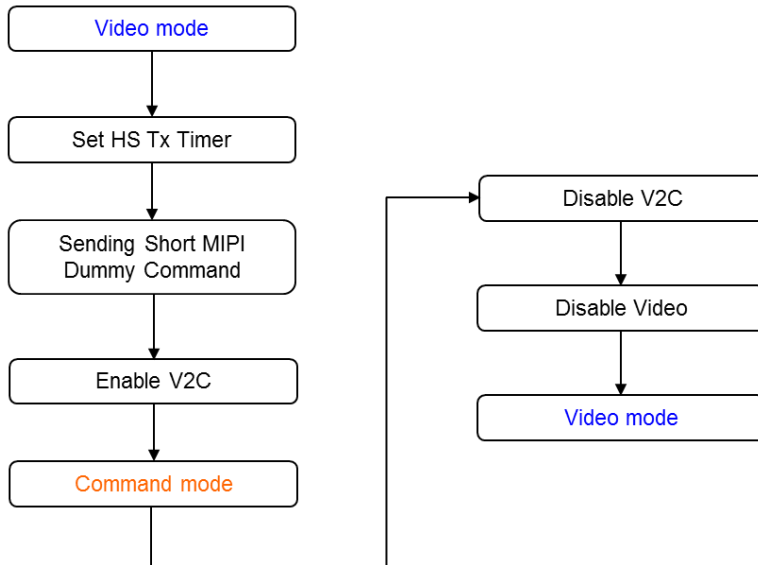 Video mode
Set HS Tx Timer
Sending Short MIPI
Dummy Command
Enable V2C
Command mode
Disable V2C
Disable Video
Video mode